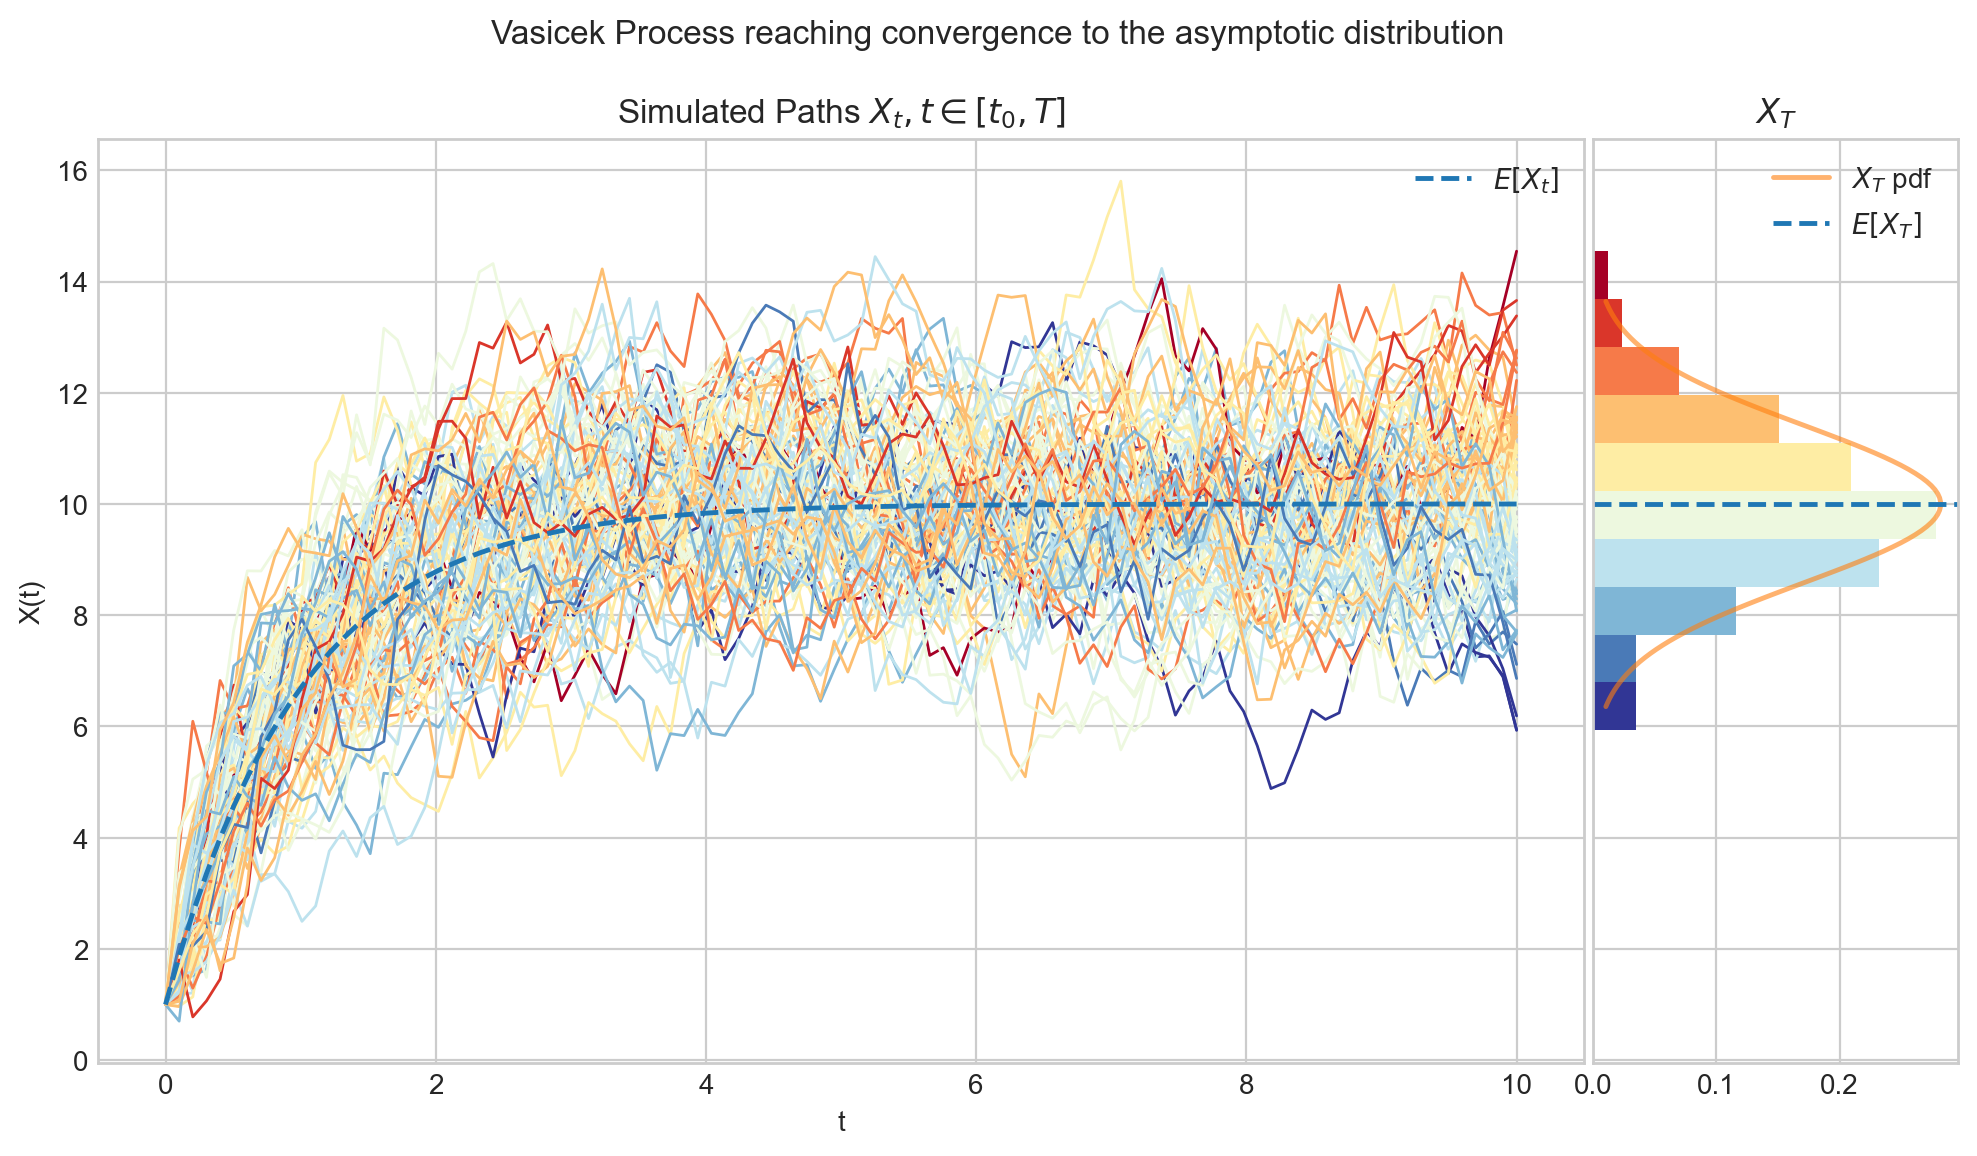 Vasicek Process reaching convergence to the asymptotic distribution
Simulated Paths $X_t, t \in [t_0, T]$
$X_T$
16
14
12
10
8
6
4
2
0
X(t)
$E[X_t]$
$X_T$ pdf
$E[X_T]$
0 2 4 6 8 10
0.0 0.1 0.2
t